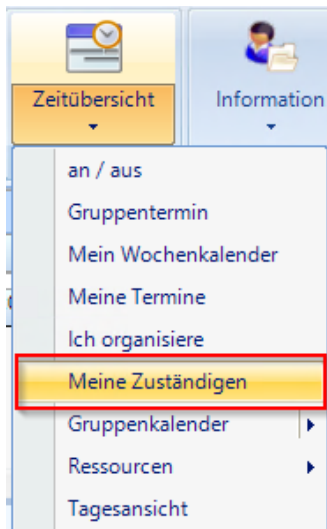 Zeitübersicht
Information
an / aus
Gruppentermin
Mein Wochenkalender
Meine Termine
Ich organisiere
Meine Zuständigen
Gruppenkalender
Ressourcen
Tagesansicht